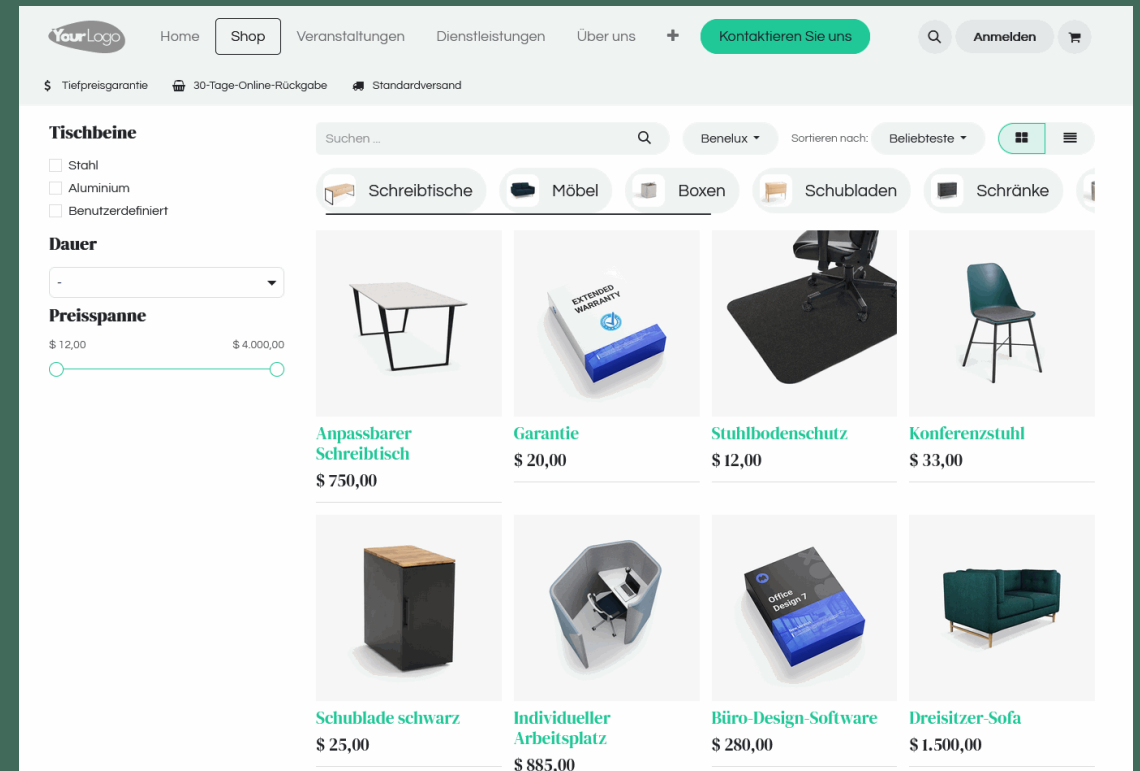 YourLogo
Home
Shop
Veranstaltungen
Dienstleistungen
Über uns
Kontaktieren Sie uns
Anmelden
Tiefpreisgarantie
30-Tage-Online-Rückgabe
Standardversand
Tischbeine
Stahl
Aluminium
Benutzerdefiniert
Dauer
-
Preisspanne
$ 12,00
$ 4.000,00
Suchen ...
Benelux
Sortieren nach:
Beliebteste
Schreibtische
Möbel
Boxen
Schubladen
Schränke
EXTENDED
WARRANTY
Anpassbarer
Schreibtisch
$ 750,00
Garantie
$ 20,00
Stuhlbodenschutz
$ 12,00
Konferenzstuhl
$ 33,00
Office
Design 7
Schublade schwarz
$ 25,00
Individueller
Arbeitsplatz
$ 885,00
Büro-Design-Software
$ 280,00
Dreisitzer-Sofa
$ 1.500,00